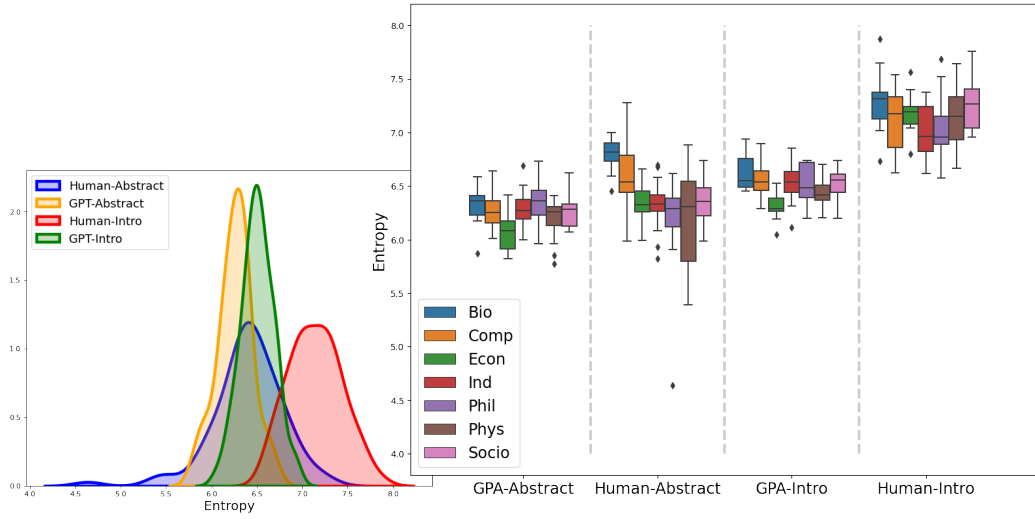 Human-Abstract
GPT-Abstract
Human-Intro
GPT-Intro
2.0
1.5
1.0
0.5
0.0
4.0 4.5 5.0 5.5 6.0 6.5 7.0 7.5 8.0
Entropy
Entropy
8.0
7.5
7.0
6.5
6.0
5.5
5.0
4.5
4.0
Bio
Comp
Econ
Ind
Phil
Phys
Socio
GPA-Abstract Human-Abstract GPA-Intro Human-Intro